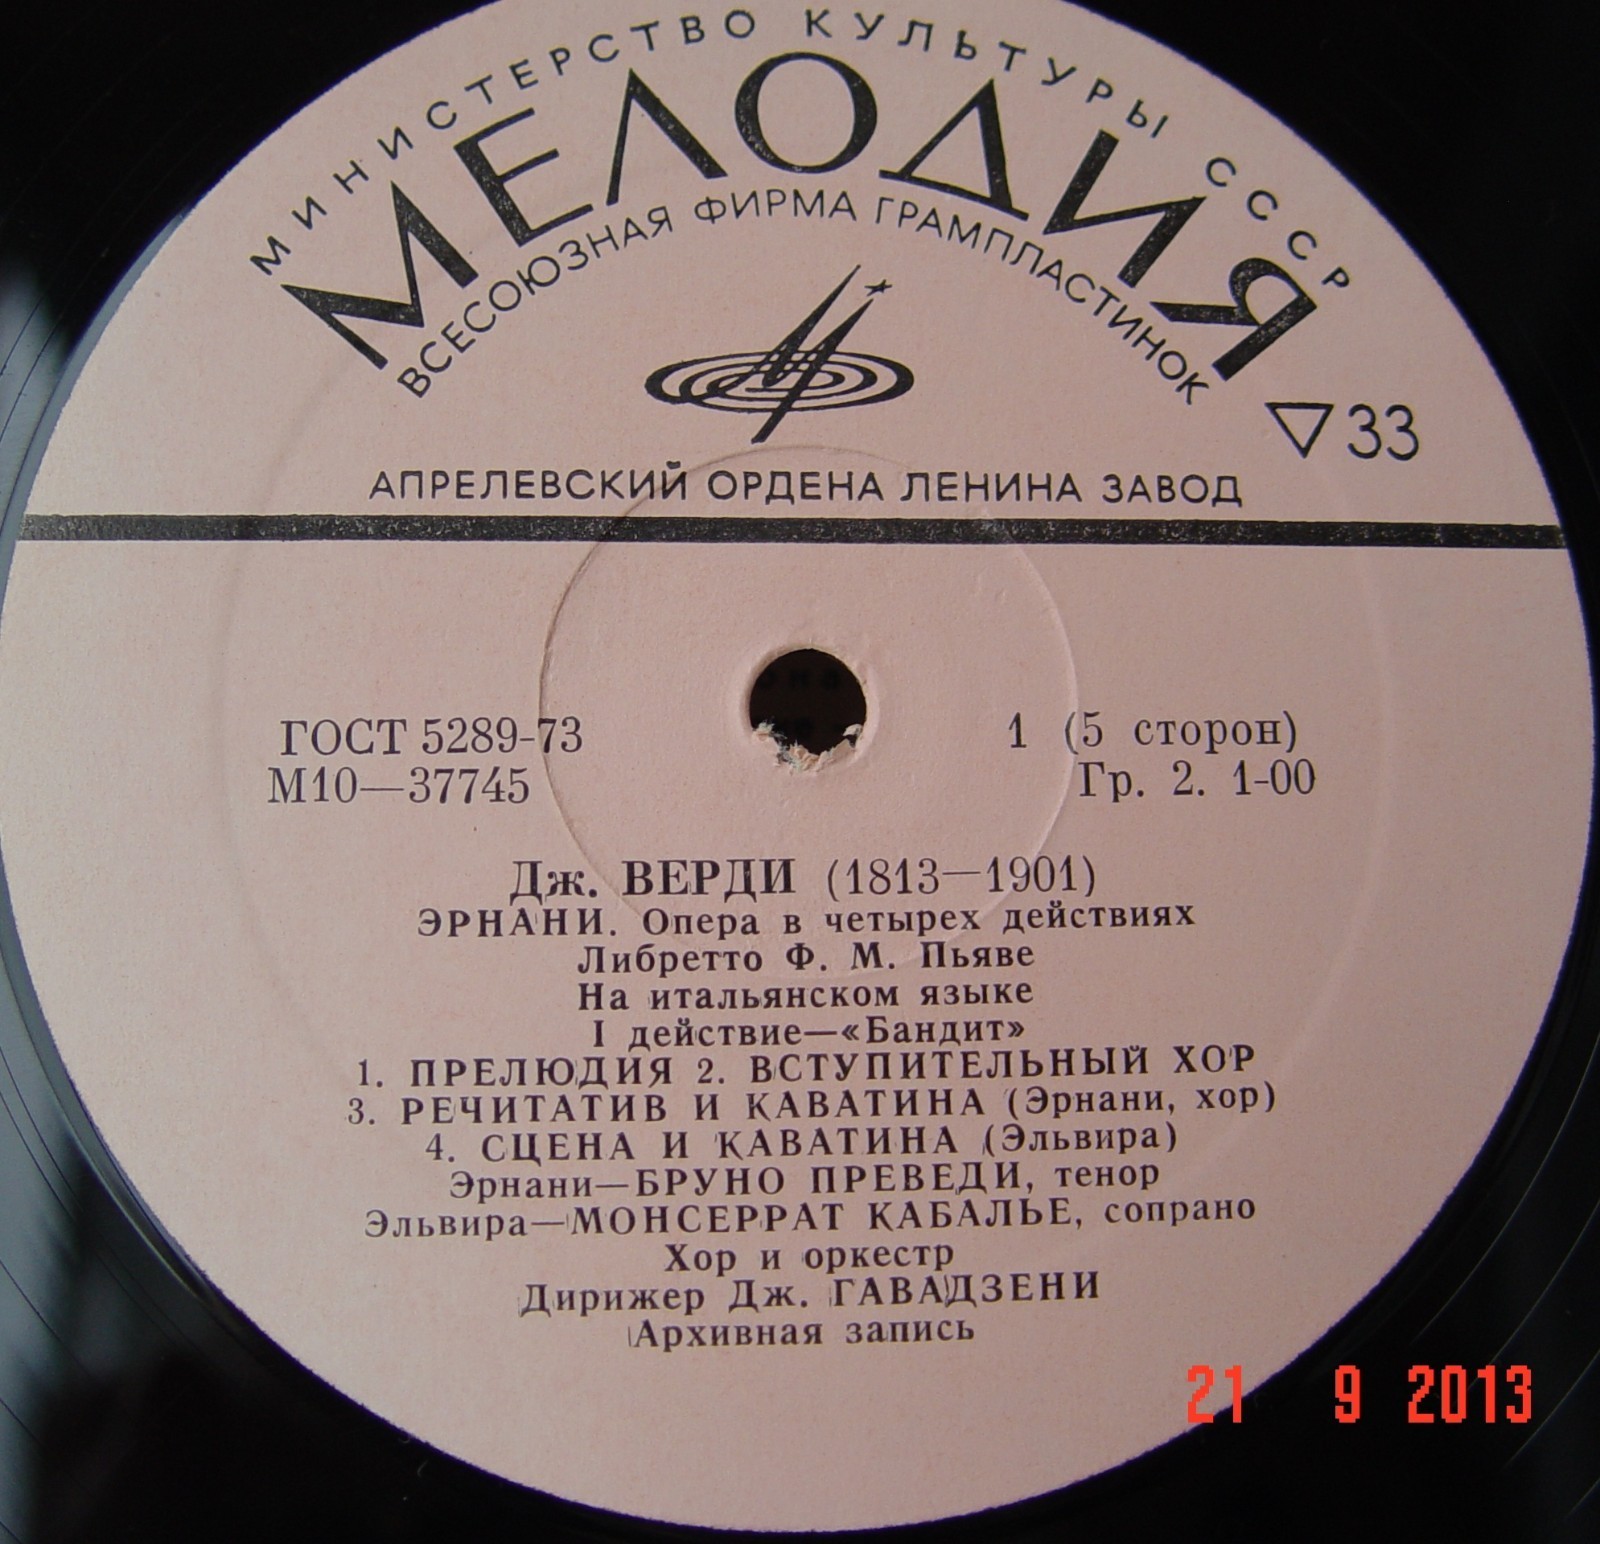 МИНИСТЕРСТВО КУЛЬТУРЫ СССР
МЕЛОДИЯ
ВСЕСОЮЗНАЯ ФИРМА ГРАМПЛАСТИНОК
33
АПРЕЛЕВСКИЙ ОРДЕНА ЛЕНИНА ЗАВОД
ГОСТ 5289-73 1 (5 сторон)
М10—37745 Гр. 2. 1-00
Дж. ВЕРДИ (1813—1901)
ЭРНАНИ. Опера в четырех действиях
Либретто Ф. М. Пьяве
На итальянском языке
I действие—«Бандит»
1. ПРЕЛЮДИЯ 2. ВСТУПИТЕЛЬНЫЙ ХОР
3. РЕЧИТАТИВ И КАВАТИНА (Эрнани, хор)
4. СЦЕНА И КАВАТИНА (Эльвира)
Эрнани—БРУНО ПРЕВЕДИ, тенор
Эльвира—МОНСЕРРАТ КАБАЛЬЕ, сопрано
Хор и оркестр
Дирижер Дж. ГАВАДЗЕНИ
Архивная запись
21 9 2013